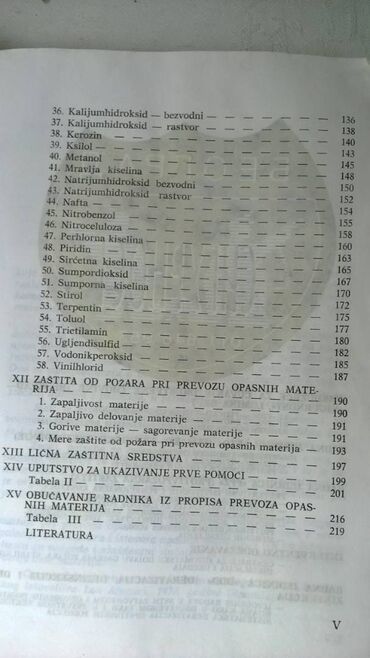 36. Kalijumhidroksid — bezvodni — — — — — — — 136
37. Kalijumhidroksid — rastvor — — — — — — — 138
38. Kerozin — — — — — — — — — — — 140
39. Ksilol — — — — — — — — — — — 143
40. Metanol — — — — — — — — — — — 145
41. Mravlja kiselina — — — — — — — — — 148
42. Natrijumhidroksid bezvodni — — — — — — — 150
43. Natrijumhidroksid rastvor — — — — — — — 152
44. Nafta — — — — — — — — — — — 154
45. Nitrobenzol — — — — — — — — — — 155
46. Nitroceluloza — — — — — — — — — — 158
47. Perhlorna kiselina — — — — — — — — — 160
48. Piridin — — — — — — — — — — — 163
49. Sirćetna kiselina — — — — — — — — — 165
50. Sumpordioksid — — — — — — — — — 167
51. Sumporna kiselina — — — — — — — — — 170
52. Stirol — — — — — — — — — — — 172
53. Terpentin — — — — — — — — — — 175
54. Toluol — — — — — — — — — — — 177
55. Trietilamin — — — — — — — — — — 180
56. Ugljendisulfid — — — — — — — — — — 182
57. Vodonikperoksid — — — — — — — — — 185
58. Vinilhlorid — — — — — — — — — — 187
XII ZAŠTITA OD POŽARA PRI PREVOZU OPASNIH MATE-
RIJA — — — — — — — — — — — — 190
1. Zapaljivost materije — — — — — — — — 190
2. Zapaljivo delovanje materije — — — — — — 191
3. Gorive materije — sagorevanje materije — — — 191
4. Mere zaštite od požara pri prevozu opasnih materija — 193
XIII LIČNA ZAŠTITNA SREDSTVA — — — — — — 197
XIV UPUTSTVO ZA UKAZIVANJE PRVE POMOĆI — — — 199
Tabela II — — — — — — — — — — — 201
XV OBUČAVANJE RADNIKA IZ PROPISA PREVOZA OPAS-
NIH MATERIJA — — — — — — — — — — 216
Tabela III — — — — — — — — — — — 219
LITERATURA
V